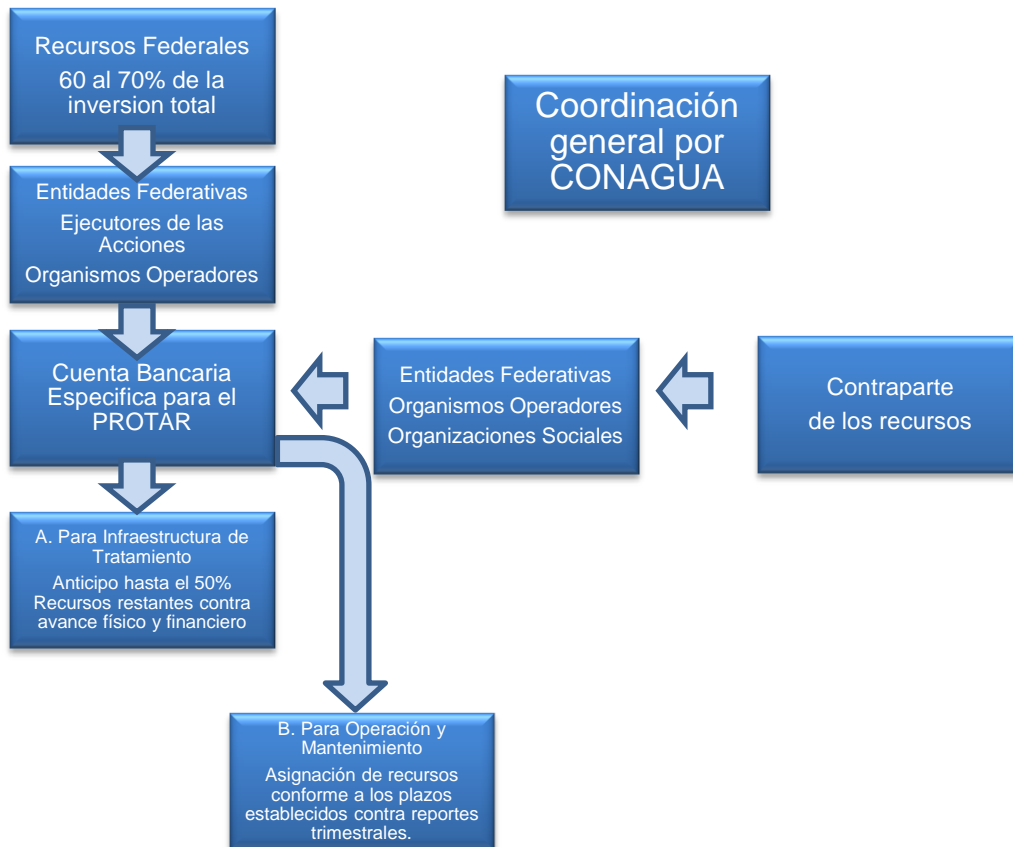 Recursos Federales
60 al 70% de la
inversion total
Coordinación
general por
CONAGUA
Entidades Federativas
Ejecutores de las
Acciones
Organismos Operadores
Cuenta Bancaria
Especifica para el
PROTAR
Entidades Federativas
Organismos Operadores
Organizaciones Sociales
Contraparte
de los recursos
A. Para Infraestructura de
Tratamiento
Anticipo hasta el 50%
Recursos restantes contra
avance físico y financiero
B. Para Operación y
Mantenimiento
Asignación de recursos
conforme a los plazos
establecidos contra reportes
trimestrales.